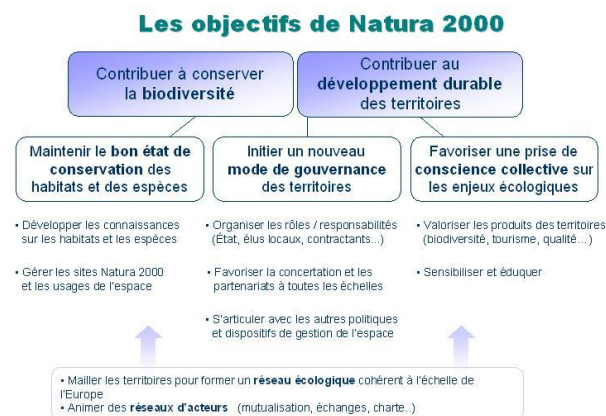 Les objectifs de Natura 2000
Contribuer à conserver
la biodiversité
Contribuer au
développement durable
des territoires
Maintenir le bon état de
conservation des
habitats et des espèces
Initier un nouveau
mode de gouvernance
des territoires
Favoriser une prise de
conscience collective sur
les enjeux écologiques
▪ Développer les connaissances
sur les habitats et les espèces
▪ Gérer les sites Natura 2000
et les usages de l'espace
▪ Organiser les rôles / responsabilités
(État, élus locaux, contractants...)
▪ Favoriser la concertation et les
partenariats à toutes les échelles
▪ S'articuler avec les autres politiques
et dispositifs de gestion de l'espace
▪ Valoriser les produits des territoires
(biodiversité, tourisme, qualité...)
▪ Sensibiliser et éduquer
▪ Mailler les territoires pour former un réseau écologique cohérent à l'échelle de
l'Europe
▪ Animer des réseaux d'acteurs (mutualisation, échanges, charte..)